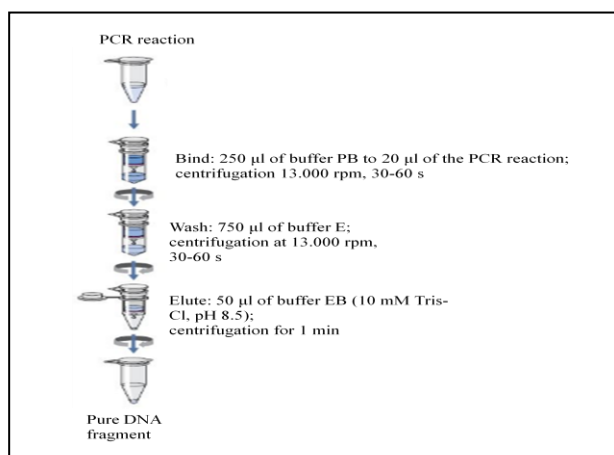 PCR reaction
Bind: 250 µl of buffer PB to 20 µl of the PCR reaction;
centrifugation 13.000 rpm, 30-60 s
Wash: 750 µl of buffer E;
centrifugation at 13.000 rpm,
30-60 s
Elute: 50 µl of buffer EB (10 mM Tris-
Cl, pH 8.5);
centrifugation for 1 min
Pure DNA
fragment